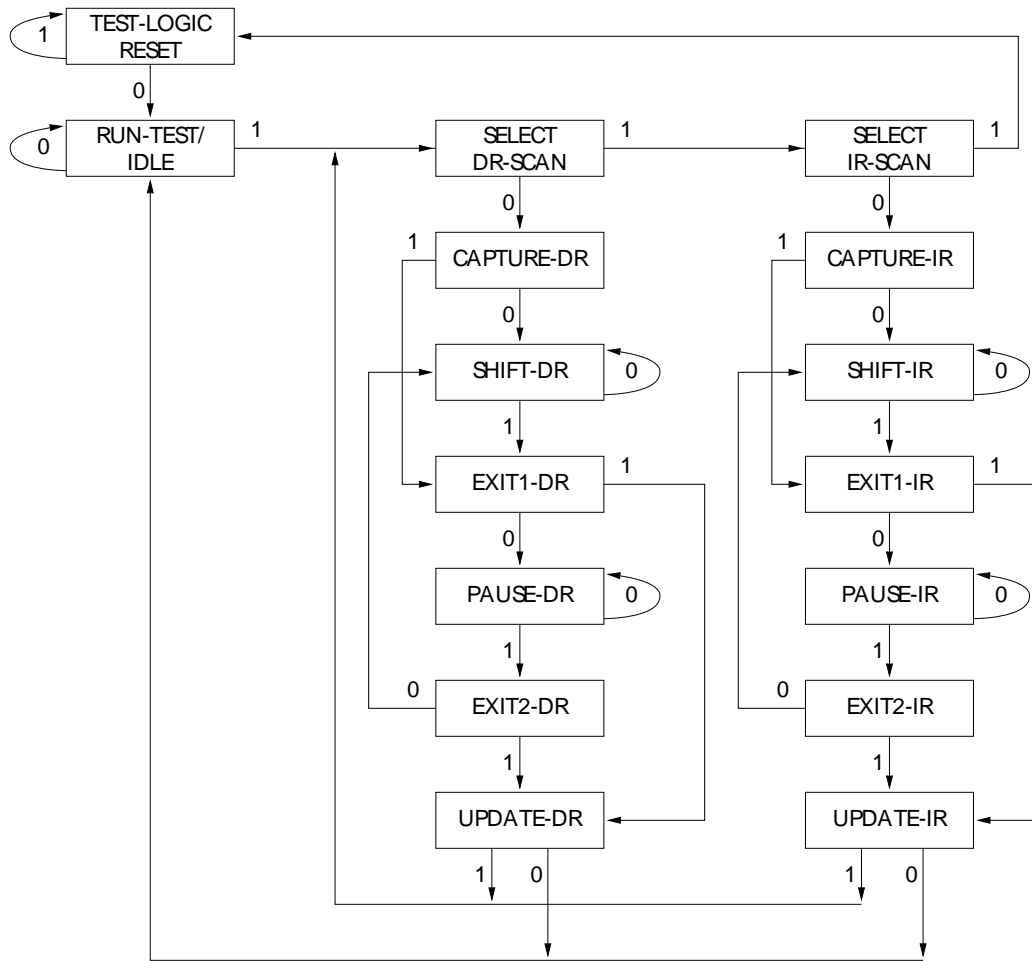 TEST-LOGIC
RESET
1
0
RUN-TEST/
IDLE
0
1
SELECT
DR-SCAN
1
SELECT
IR-SCAN
1
0
0
1
CAPTURE-DR
1
CAPTURE-IR
0
0
SHIFT-DR
0
SHIFT-IR
0
1
1
EXIT1-DR
1
EXIT1-IR
1
0
0
PAUSE-DR
0
PAUSE-IR
0
1
1
0
EXIT2-DR
0
EXIT2-IR
1
1
UPDATE-DR
UPDATE-IR
1
0
1
0